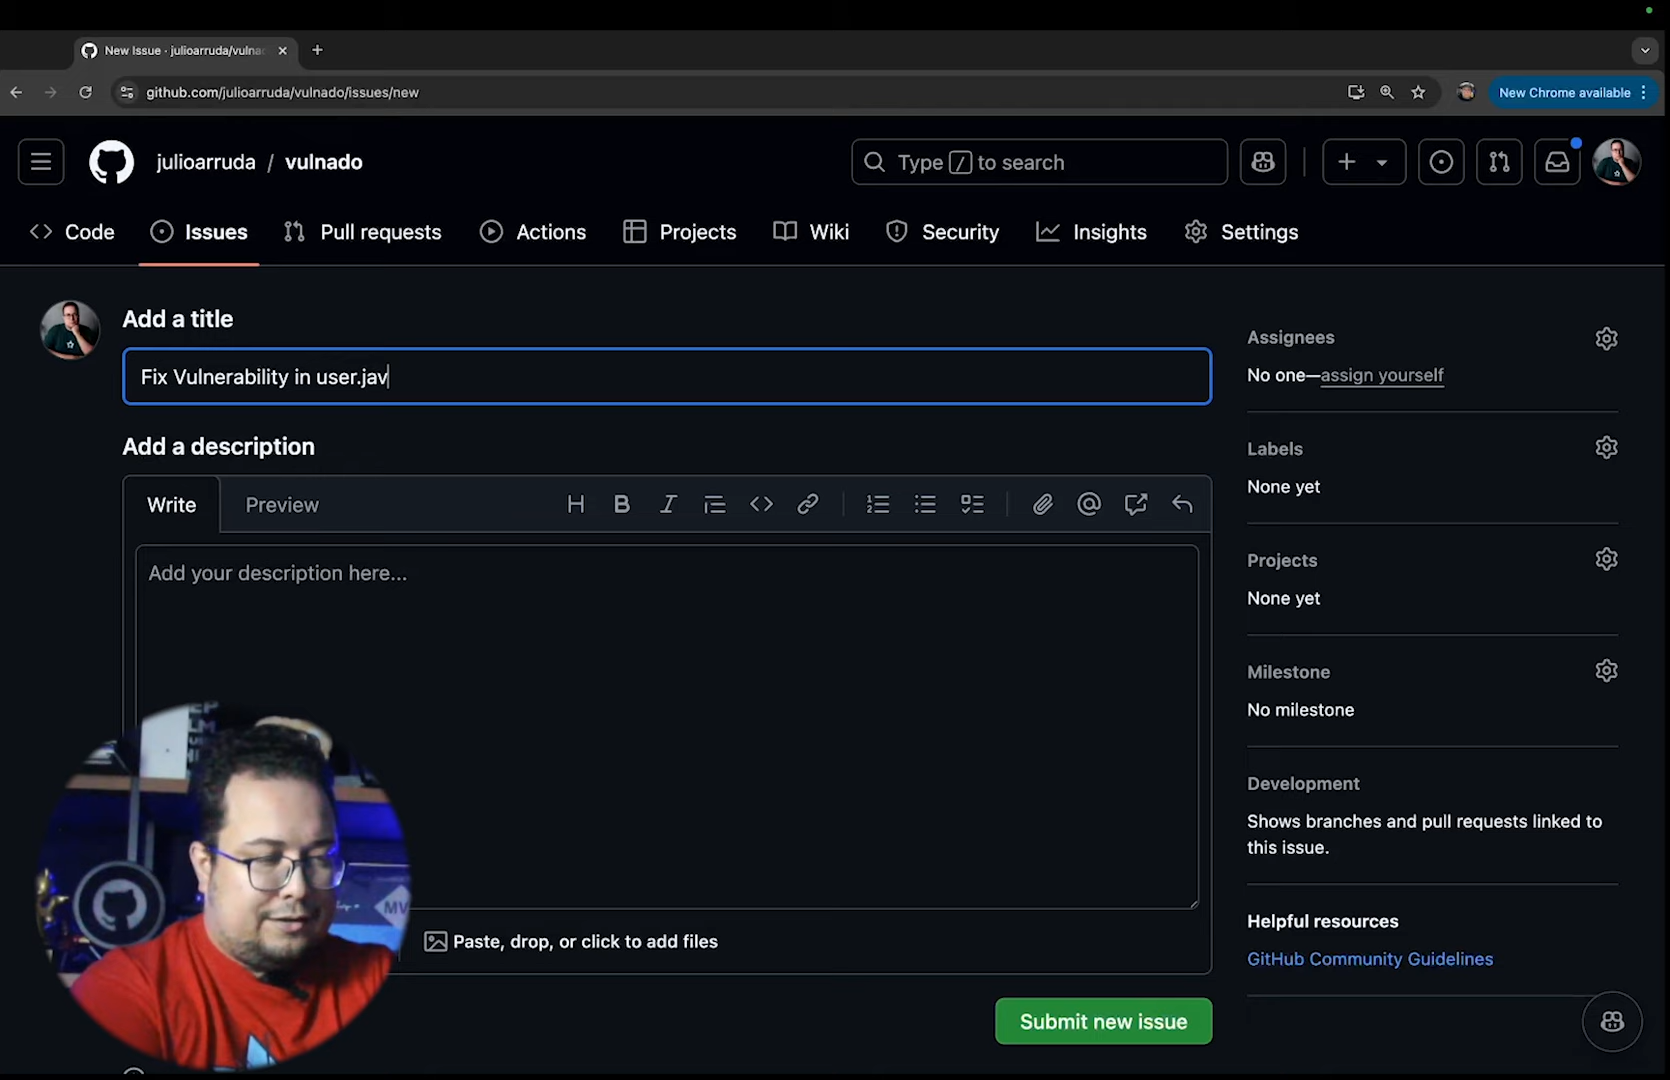 New Issue · julioarruda/vulna
github.com/julioarruda/vulnado/issues/new
New Chrome available
julioarruda / vulnado
Type / to search
Code
Issues
Pull requests
Actions
Projects
Wiki
Security
Insights
Settings
Add a title
Fix Vulnerability in user.jav
Add a description
Write
Preview
Add your description here...
Paste, drop, or click to add files
Submit new issue
Assignees
No one—assign yourself
Labels
None yet
Projects
None yet
Milestone
No milestone
Development
Shows branches and pull requests linked to
this issue.
Helpful resources
GitHub Community Guidelines
MV